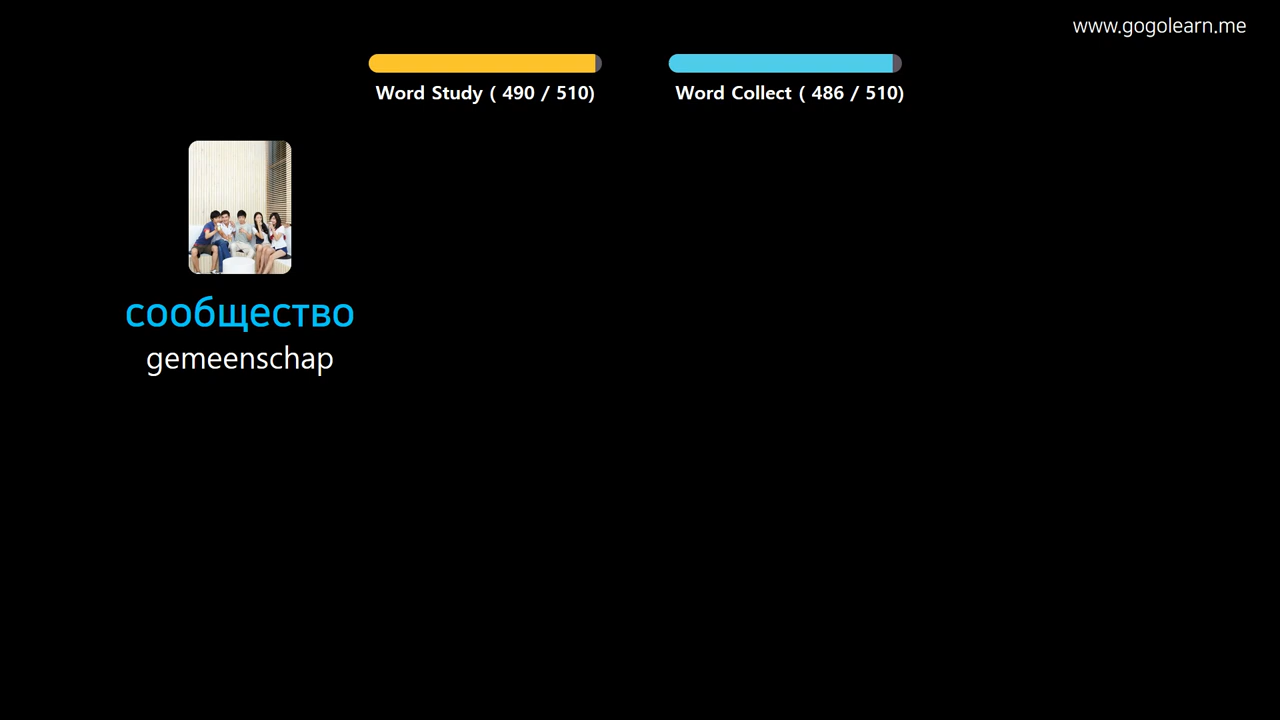 www.gogolearn.me
Word Study ( 490 / 510)
Word Collect ( 486 / 510)
сообщество
gemeenschap